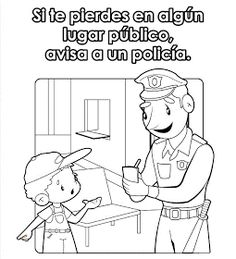 Si te pierdes en algún
lugar público,
avisa a un policía.